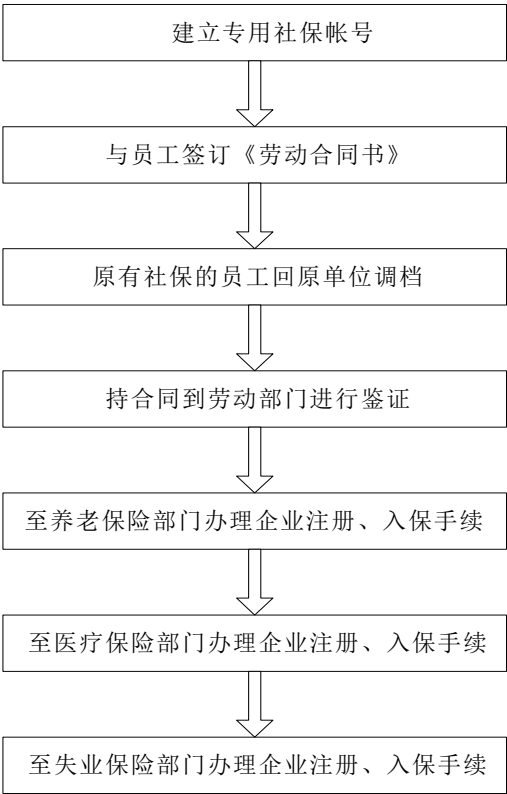 建立专用社保帐号
与员工签订《劳动合同书》
原有社保的员工回原单位调档
持合同到劳动部门进行鉴证
至养老保险部门办理企业注册、入保手续
至医疗保险部门办理企业注册、入保手续
至失业保险部门办理企业注册、入保手续